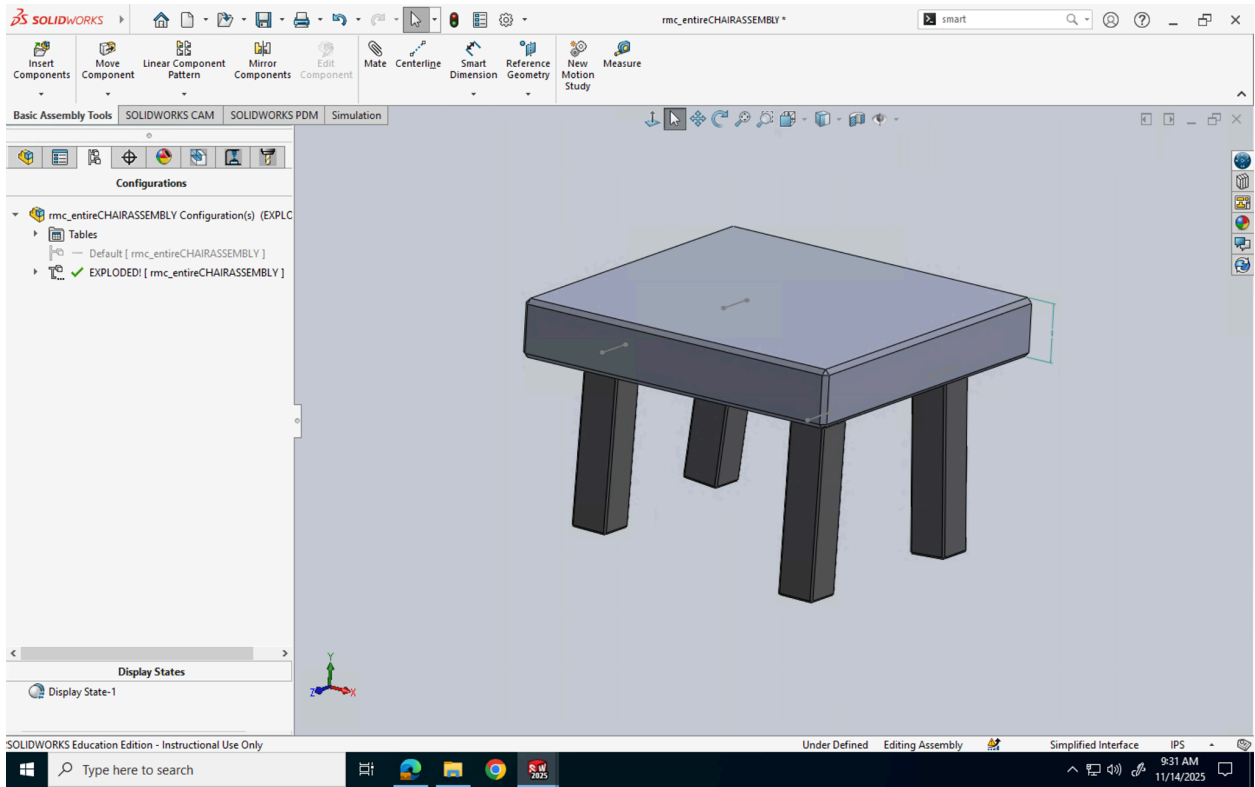 SOLIDWORKS
rmc_entireCHAIRASSEMBLY *
smart
Insert Components
Move Component
Linear Component Pattern
Mirror Components
Edit Component
Mate
Centerline
Smart Dimension
Reference Geometry
New Motion Study
Measure
Basic Assembly Tools
SOLIDWORKS CAM
SOLIDWORKS PDM
Simulation
Configurations
rmc_entireCHAIRASSEMBLY Configuration(s) (EXPLC
Tables
Default [ rmc_entireCHAIRASSEMBLY ]
EXPLODED! [ rmc_entireCHAIRASSEMBLY ]
Display States
Display State-1
Y
Z
X
SOLIDWORKS Education Edition - Instructional Use Only
Under Defined
Editing Assembly
Simplified Interface
IPS
Type here to search
SW
2025
9:31 AM
11/14/2025